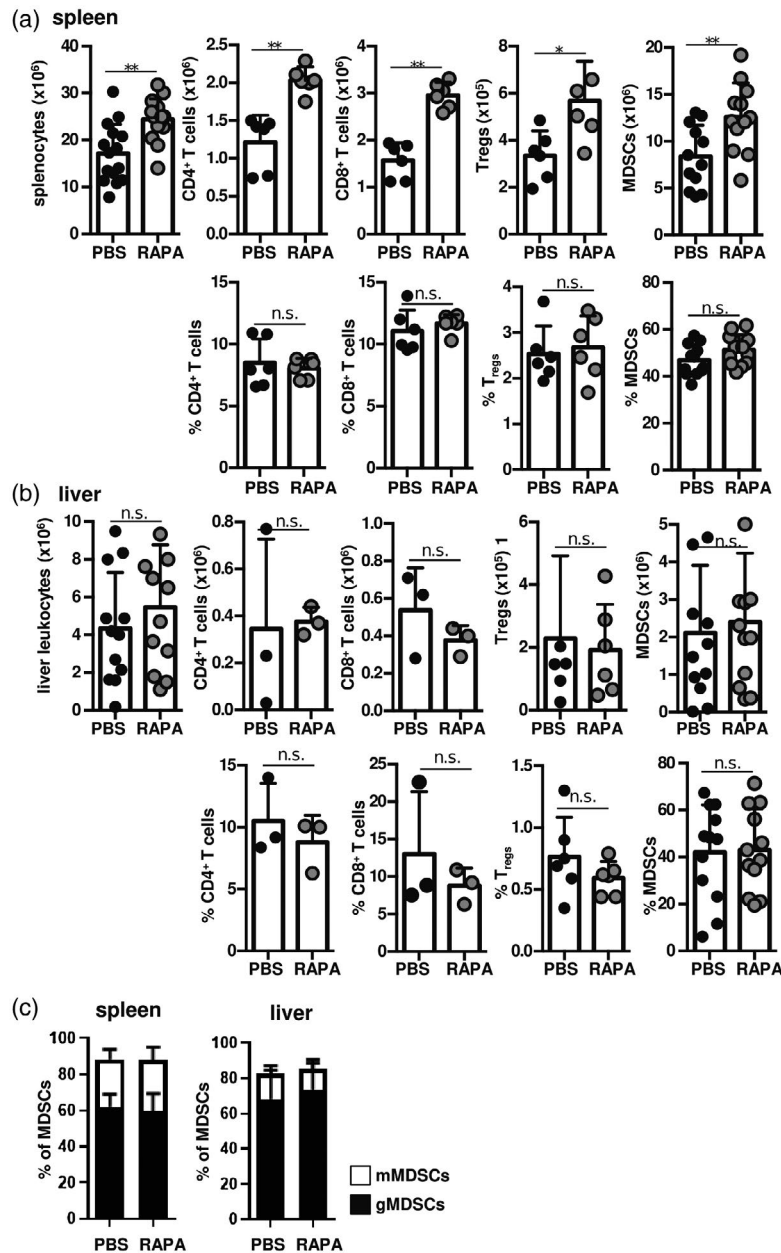 (a) spleen
splenocytes (x10⁶)
40
30
20
10
0
**
PBS RAPA
CD4⁺ T cells (x10⁶)
2.5
2.0
1.5
1.0
0.5
0.0
**
PBS RAPA
CD8⁺ T cells (x10⁶)
4
3
2
1
0
**
PBS RAPA
Tregs (x10⁵)
8
6
4
2
0
*
PBS RAPA
MDSCs (x10⁶)
20
15
10
5
0
**
PBS RAPA
% CD4⁺ T cells
15
10
5
0
n.s.
PBS RAPA
% CD8⁺ T cells
15
10
5
0
n.s.
PBS RAPA
% Tregs
4
2
0
n.s.
PBS RAPA
% MDSCs
80
60
40
20
0
n.s.
PBS RAPA
(b) liver
liver leukocytes (x10⁶)
10
8
6
4
2
0
n.s.
PBS RAPA
CD4⁺ T cells (x10⁶)
0.8
0.6
0.4
0.2
0.0
n.s.
PBS RAPA
CD8⁺ T cells (x10⁶)
1.0
0.8
0.6
0.4
0.2
0.0
n.s.
PBS RAPA
Tregs (x10⁵) 1
6
4
2
0
n.s.
PBS RAPA
MDSCs (x10⁶)
5
4
3
2
1
0
n.s.
PBS RAPA
% CD4⁺ T cells
15
10
5
0
n.s.
PBS RAPA
% CD8⁺ T cells
25
20
15
10
5
0
n.s.
PBS RAPA
% Tregs
1.5
1.0
0.5
0.0
n.s.
PBS RAPA
% MDSCs
80
60
40
20
0
n.s.
PBS RAPA
(c) spleen
% of MDSCs
100
80
60
40
20
0
PBS RAPA
liver
% of MDSCs
100
80
60
40
20
0
PBS RAPA
mMDSCs
gMDSCs